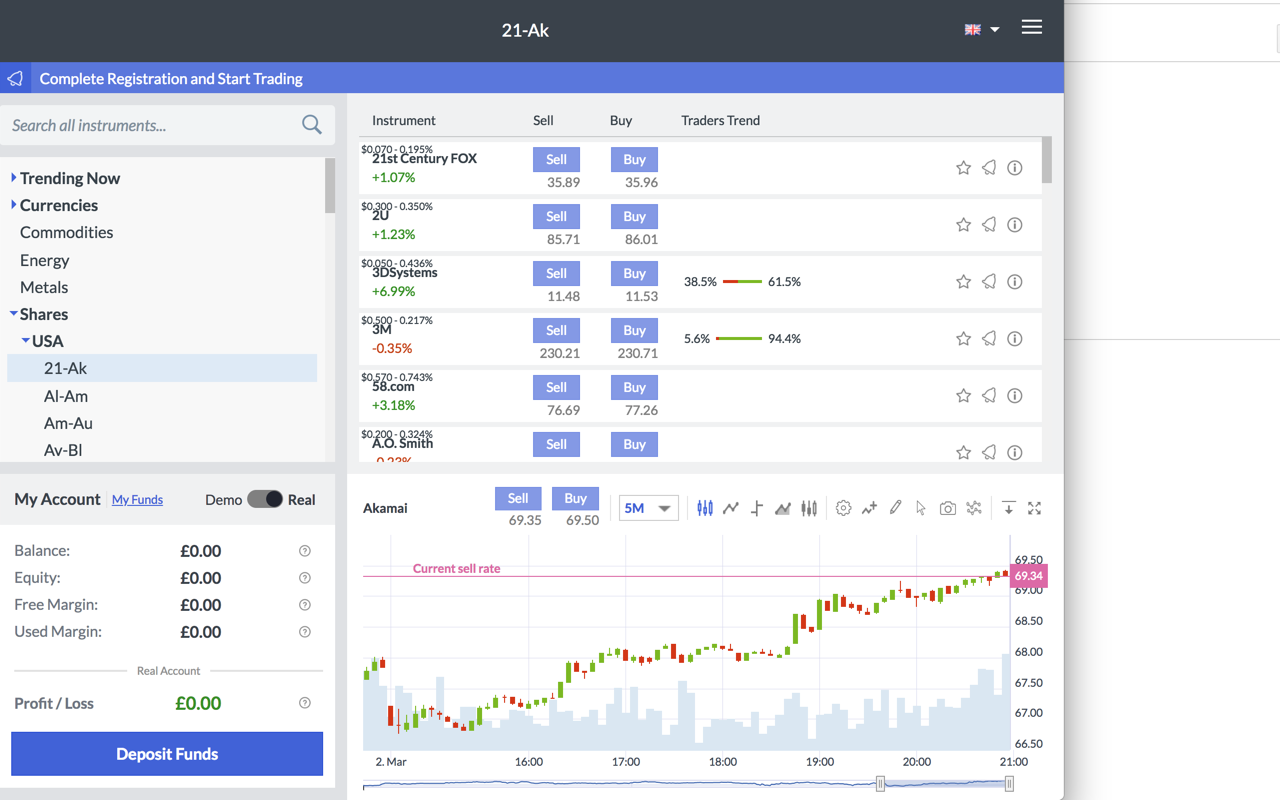 21-Ak
Complete Registration and Start Trading
Search all instruments...
Trending Now
Currencies
Commodities
Energy
Metals
Shares
USA
21-Ak
Al-Am
Am-Au
Av-Bl
Instrument Sell Buy Traders Trend
$0.070 - 0.195%
21st Century FOX Sell Buy
+1.07% 35.89 35.96
$0.300 - 0.350%
2U Sell Buy
+1.23% 85.71 86.01
$0.050 - 0.436%
3DSystems Sell Buy 38.5% 61.5%
+6.99% 11.48 11.53
$0.500 - 0.217%
3M Sell Buy 5.6% 94.4%
-0.35% 230.21 230.71
$0.570 - 0.743%
58.com Sell Buy
+3.18% 76.69 77.26
$0.200 - 0.324%
A.O. Smith Sell Buy
-0.23%
My Account My Funds Demo Real
Balance: £0.00
Equity: £0.00
Free Margin: £0.00
Used Margin: £0.00
Real Account
Profit / Loss £0.00
Deposit Funds
Akamai Sell Buy 5M
69.35 69.50
Current sell rate
69.50
69.34
69.00
68.50
68.00
67.50
67.00
66.50
2. Mar 16:00 17:00 18:00 19:00 20:00 21:00